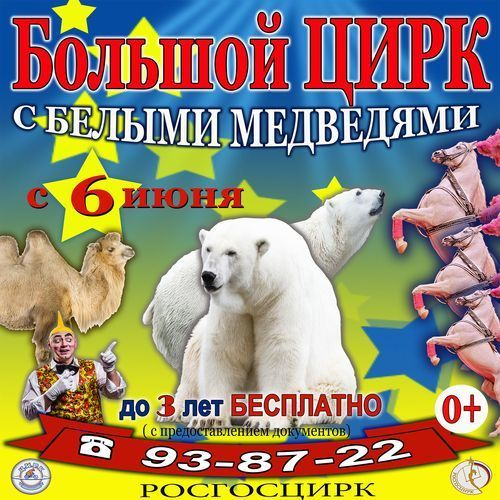 Большой ЦИРК
С БЕЛЫМИ МЕДВЕДЯМИ
с 6 июня
до 3 лет БЕСПЛАТНО
( с предоставлением документов)
0+
93-87-22
РОСГОСЦИРК